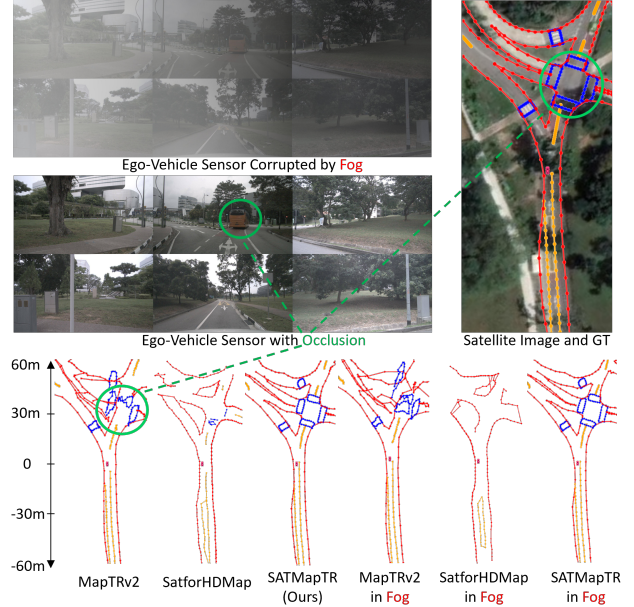 Ego-Vehicle Sensor Corrupted by Fog
Ego-Vehicle Sensor with Occlusion
Satellite Image and GT
60m
30m
0
-30m
-60m
MapTRv2
SatforHDMap
SATMapTR
(Ours)
MapTRv2
in Fog
SatforHDMap
in Fog
SATMapTR
in Fog